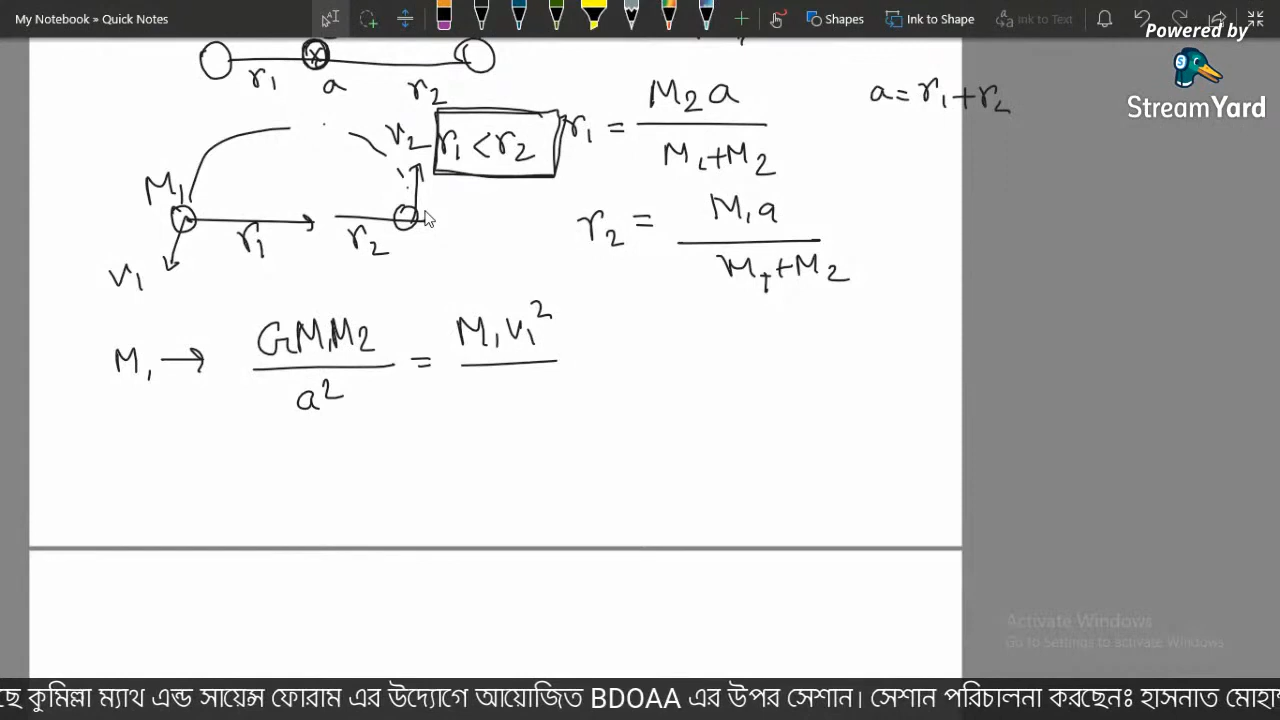 My Notebook » Quick Notes
Shapes
Ink to Shape
Ink to Text
Powered by
StreamYard
r₁ a r₂
a = r₁+r₂
r₁ < r₂
r₁ = M₂a / M₁+M₂
v₂
M₁
r₁ r₂
v₁
r₂ = M₁a / M₁+M₂
M₁ → GM₁M₂ / a² = M₁v₁²
Activate Windows
Go to Settings to activate Windows
কুমিল্লা ম্যাথ এন্ড সায়েন্স ফোরাম এর উদ্যোগে আয়োজিত BDOAA এর উপর সেশান। সেশান পরিচালনা করছেনঃ হাসনাত